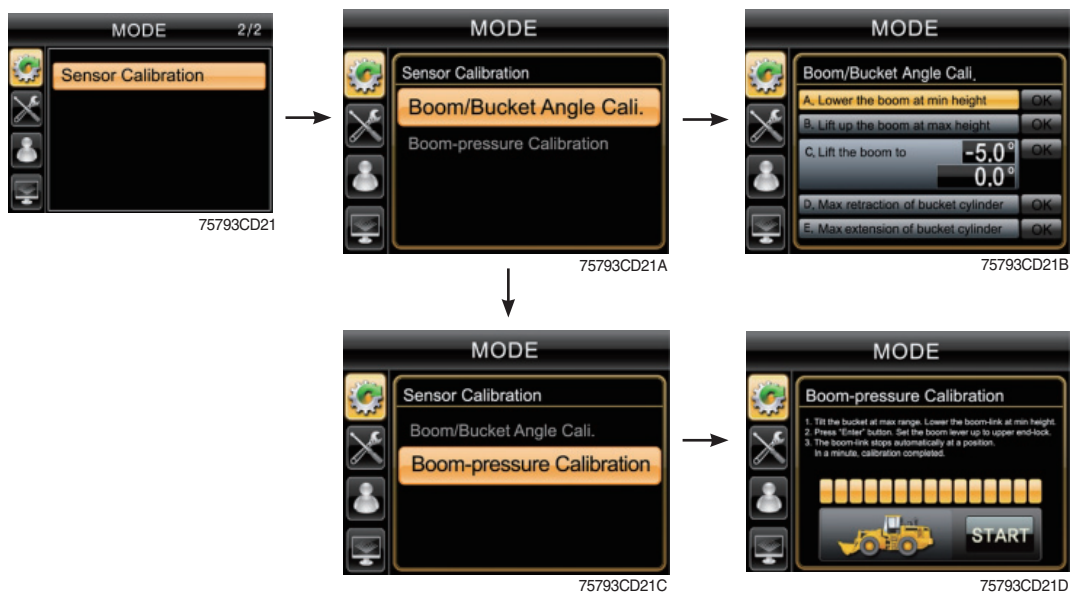 MODE 2/2
Sensor Calibration
75793CD21
MODE
Sensor Calibration
Boom/Bucket Angle Cali.
Boom-pressure Calibration
75793CD21A
MODE
Boom/Bucket Angle Cali.
A. Lower the boom at min height OK
B. Lift up the boom at max height OK
C. Lift the boom to -5.0° OK
0.0°
D. Max retraction of bucket cylinder OK
E. Max extension of bucket cylinder OK
75793CD21B
MODE
Sensor Calibration
Boom/Bucket Angle Cali.
Boom-pressure Calibration
75793CD21C
MODE
Boom-pressure Calibration
1. Tilt the bucket at max range. Lower the boom-link at min height.
2. Press "Enter" button. Set the boom lever up to upper end-lock.
3. The boom-link stops automatically at a position.
In a minute, calibration completed.
START
75793CD21D